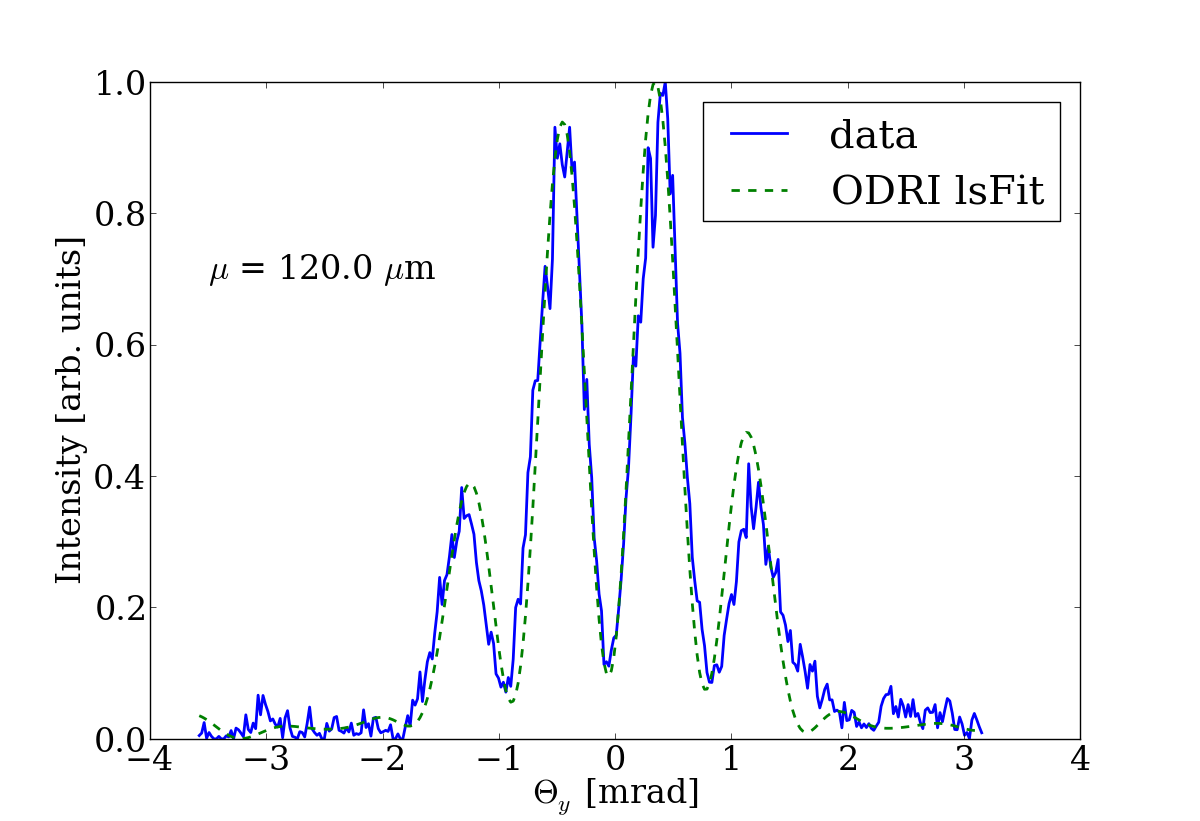 1.0
data
ODRI lsFit
0.8
μ = 120.0 μm
0.6
0.4
0.2
0.0
Intensity [arb. units]
−4 −3 −2 −1 0 1 2 3 4
Θy [mrad]